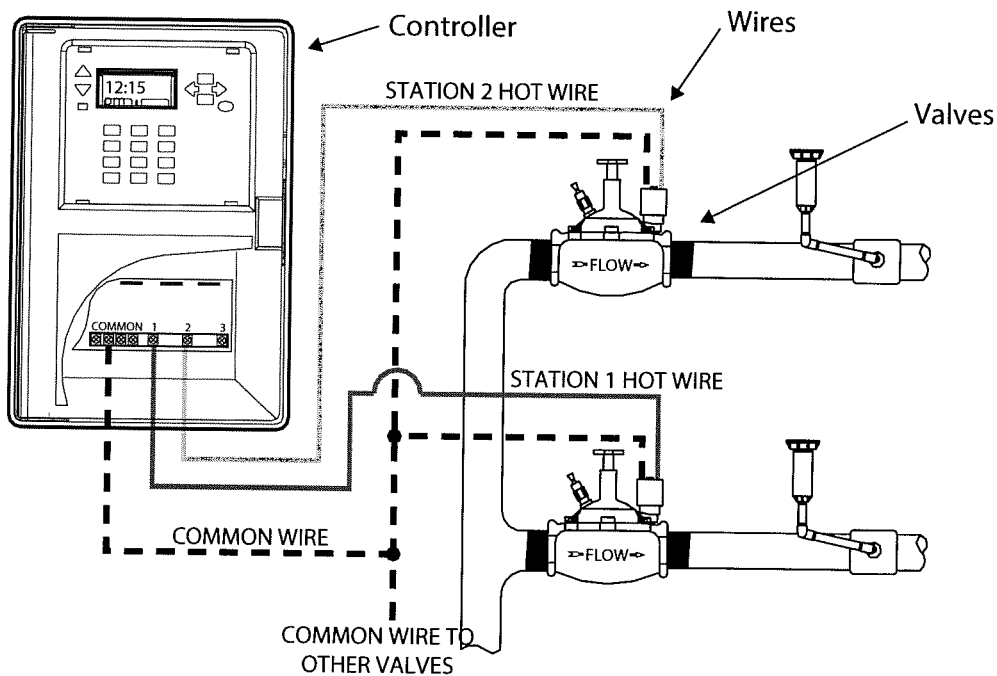 Controller
Wires
12:15
STATION 2 HOT WIRE
Valves
FLOW
COMMON 1 2 3
STATION 1 HOT WIRE
COMMON WIRE
FLOW
COMMON WIRE TO
OTHER VALVES